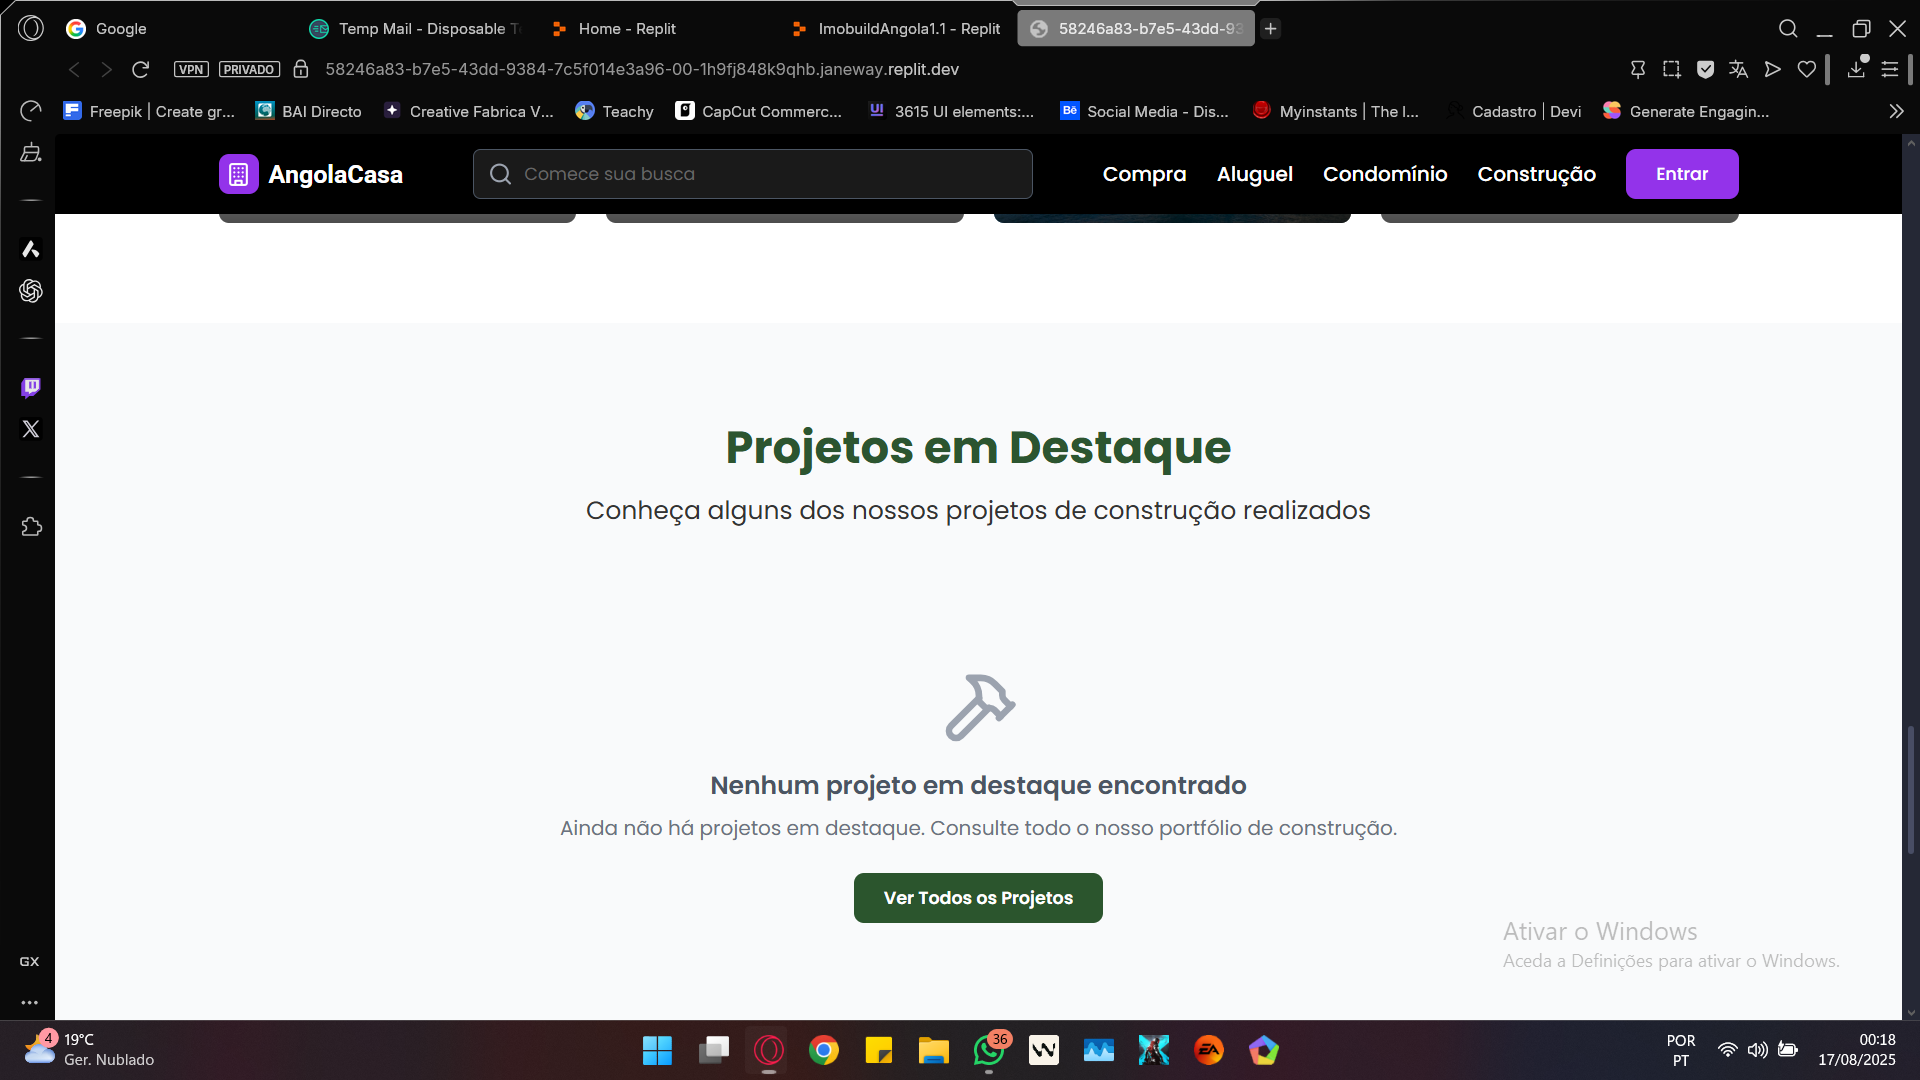 Google
Temp Mail - Disposable
Home - Replit
ImobuildAngola1.1 - Replit
58246a83-b7e5-43dd-93
VPN
PRIVADO
58246a83-b7e5-43dd-9384-7c5f014e3a96-00-1h9fj848k9qhb.janeway.replit.dev
Freepik | Create gr...
BAI Directo
Creative Fabrica V...
Teachy
CapCut Commerc...
UI
3615 UI elements:...
Bē
Social Media - Dis...
Myinstants | The I...
Cadastro | Devi
Generate Engagin...
AngolaCasa
Comece sua busca
Compra
Aluguel
Condomínio
Construção
Entrar
Projetos em Destaque
Conheça alguns dos nossos projetos de construção realizados
Nenhum projeto em destaque encontrado
Ainda não há projetos em destaque. Consulte todo o nosso portfólio de construção.
Ver Todos os Projetos
Ativar o Windows
Aceda a Definições para ativar o Windows.
GX
4
19°C
Ger. Nublado
36
EA
POR
PT
00:18
17/08/2025